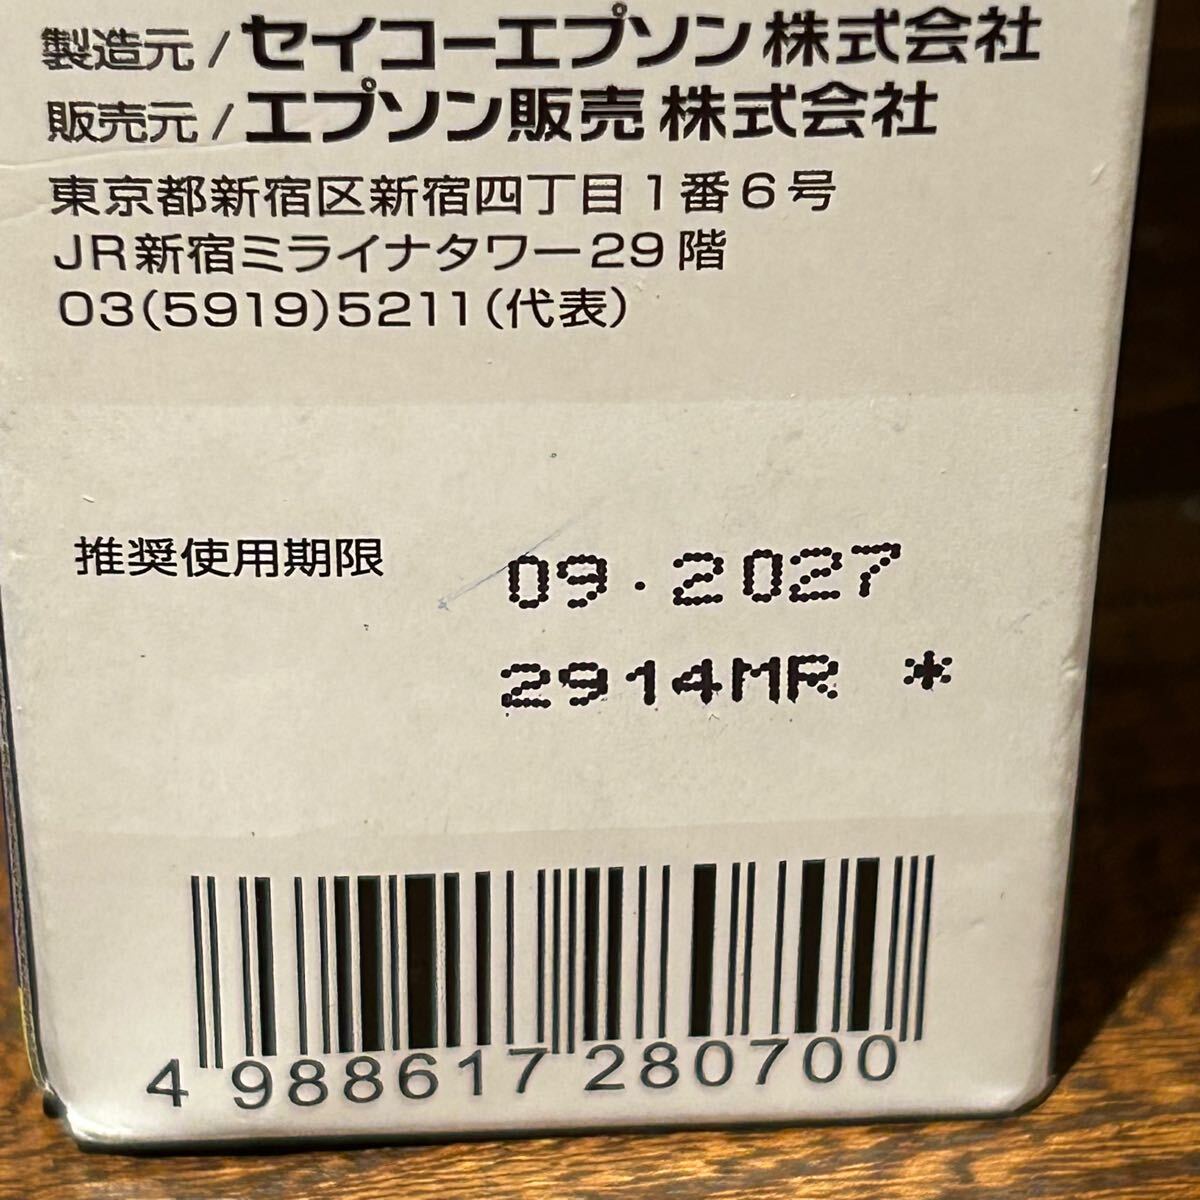 製造元/セイコーエプソン株式会社
販売元/エプソン販売株式会社
東京都新宿区新宿四丁目1番6号
JR新宿ミライナタワー29階
03(5919)5211(代表)
推奨使用期限 09.2027
2914MR *
4 988617 280700